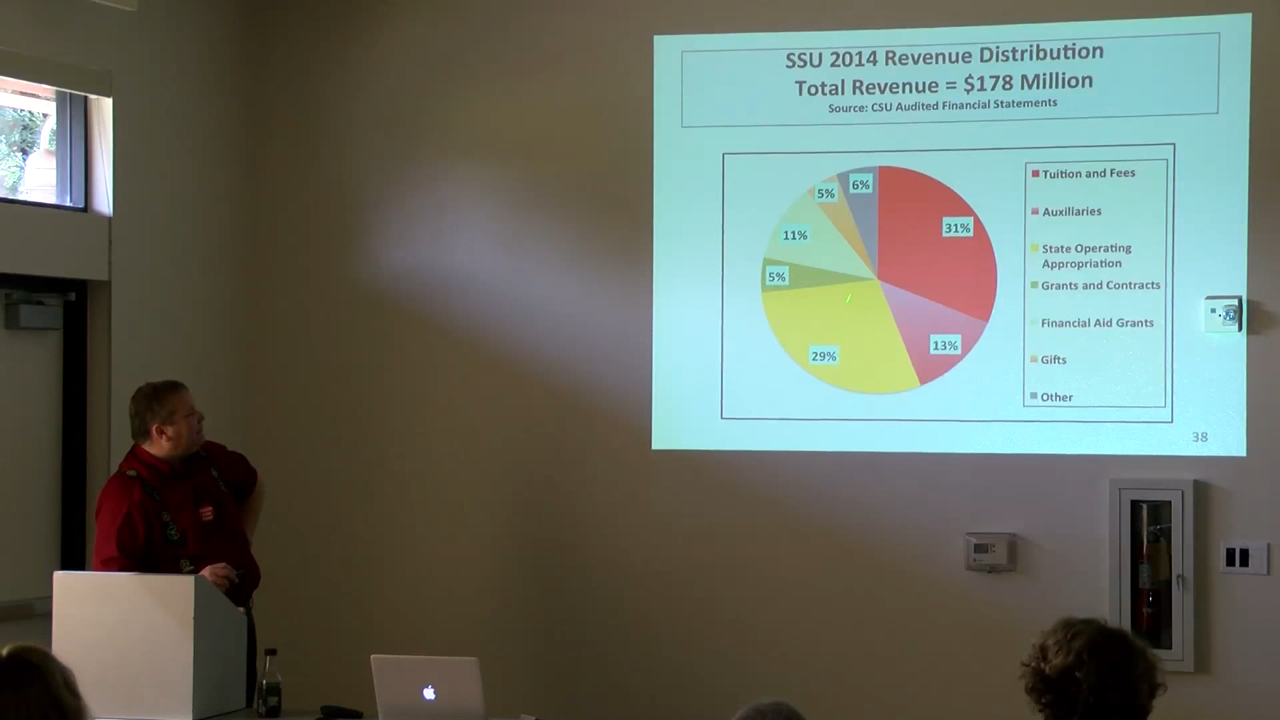 SSU 2014 Revenue Distribution
Total Revenue = $178 Million
Source: CSU Audited Financial Statements
6%
5%
31%
11%
5%
13%
29%
Tuition and Fees
Auxiliaries
State Operating
Appropriation
Grants and Contracts
Financial Aid Grants
Gifts
Other
38